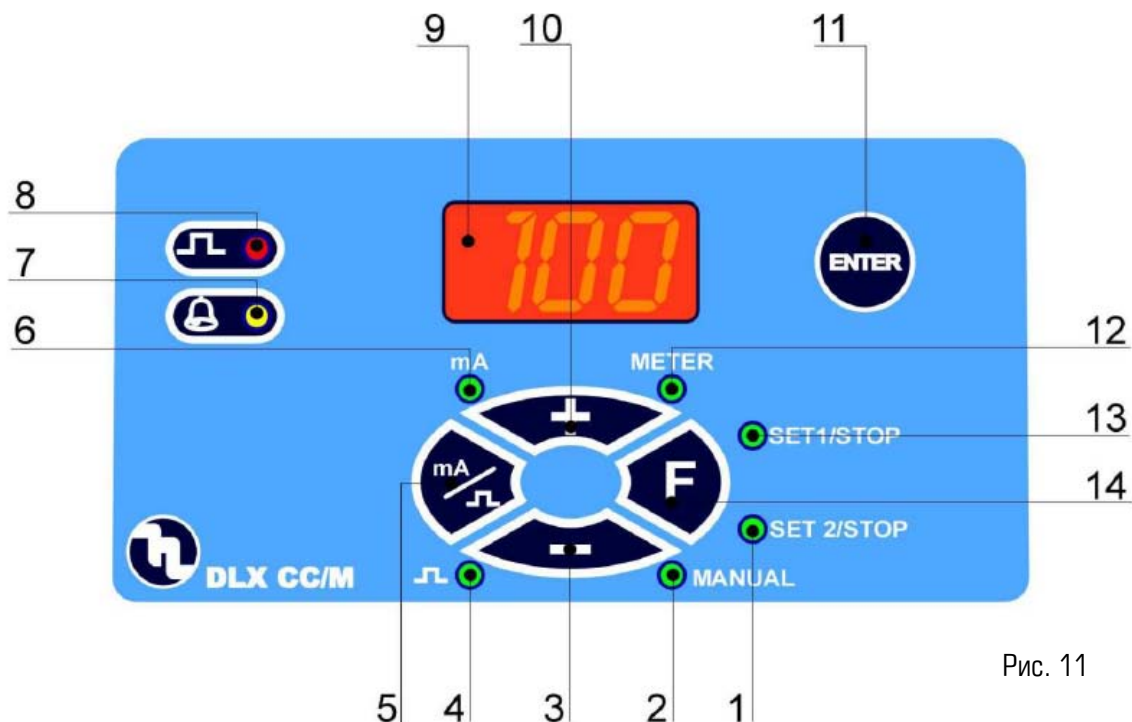 9 10 11
8
7
100
ENTER
6
mA METER
12
SET1/STOP
13
mA
F
14
SET 2/STOP
DLX CC/M
MANUAL
Рис. 11
5 4 3 2 1